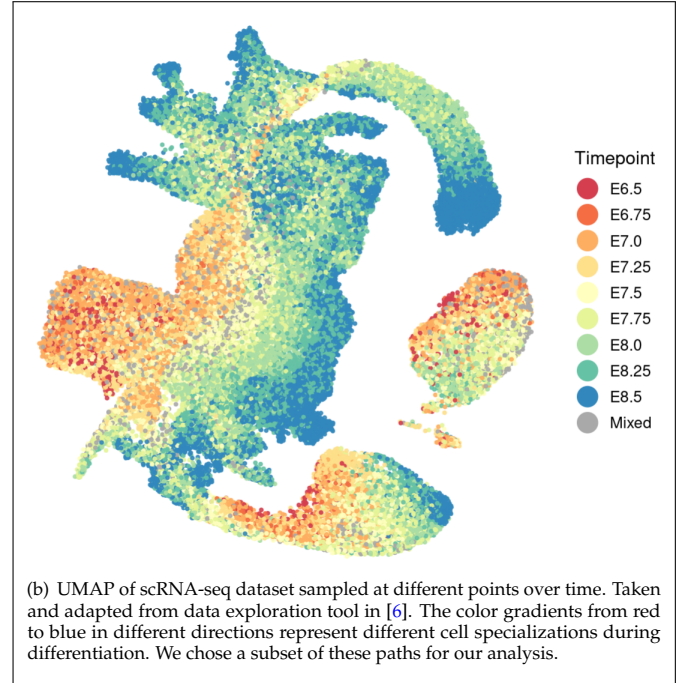 Timepoint
E6.5
E6.75
E7.0
E7.25
E7.5
E7.75
E8.0
E8.25
E8.5
Mixed
(b) UMAP of scRNA-seq dataset sampled at different points over time. Taken
and adapted from data exploration tool in [6]. The color gradients from red
to blue in different directions represent different cell specializations during
differentiation. We chose a subset of these paths for our analysis.